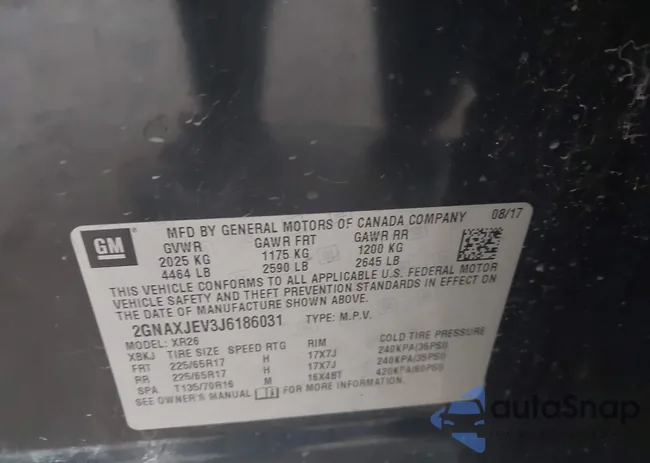 GM
MFD BY GENERAL MOTORS OF CANADA COMPANY 08/17
GVWR GAWR FRT GAWR RR
2025 KG 1175 KG 1200 KG
4464 LB 2590 LB 2645 LB
THIS VEHICLE CONFORMS TO ALL APPLICABLE U.S. FEDERAL MOTOR
VEHICLE SAFETY AND THEFT PREVENTION STANDARDS IN EFFECT ON
THE DATE OF MANUFACTURE SHOWN ABOVE.
2GNAXJEV3J6186031 TYPE: M.P.V.
MODEL: XR26
XBKJ TIRE SIZE SPEED RTG RIM COLD TIRE PRESSURE
FRT 225/65R17 H 17X7J 240KPA(35PSI)
RR 225/65R17 H 17X7J 240KPA(35PSI)
SPA T135/70R16 M 16X4BT 420KPA(60PSI)
SEE OWNER'S MANUAL FOR MORE INFORMATION.
autoSnap